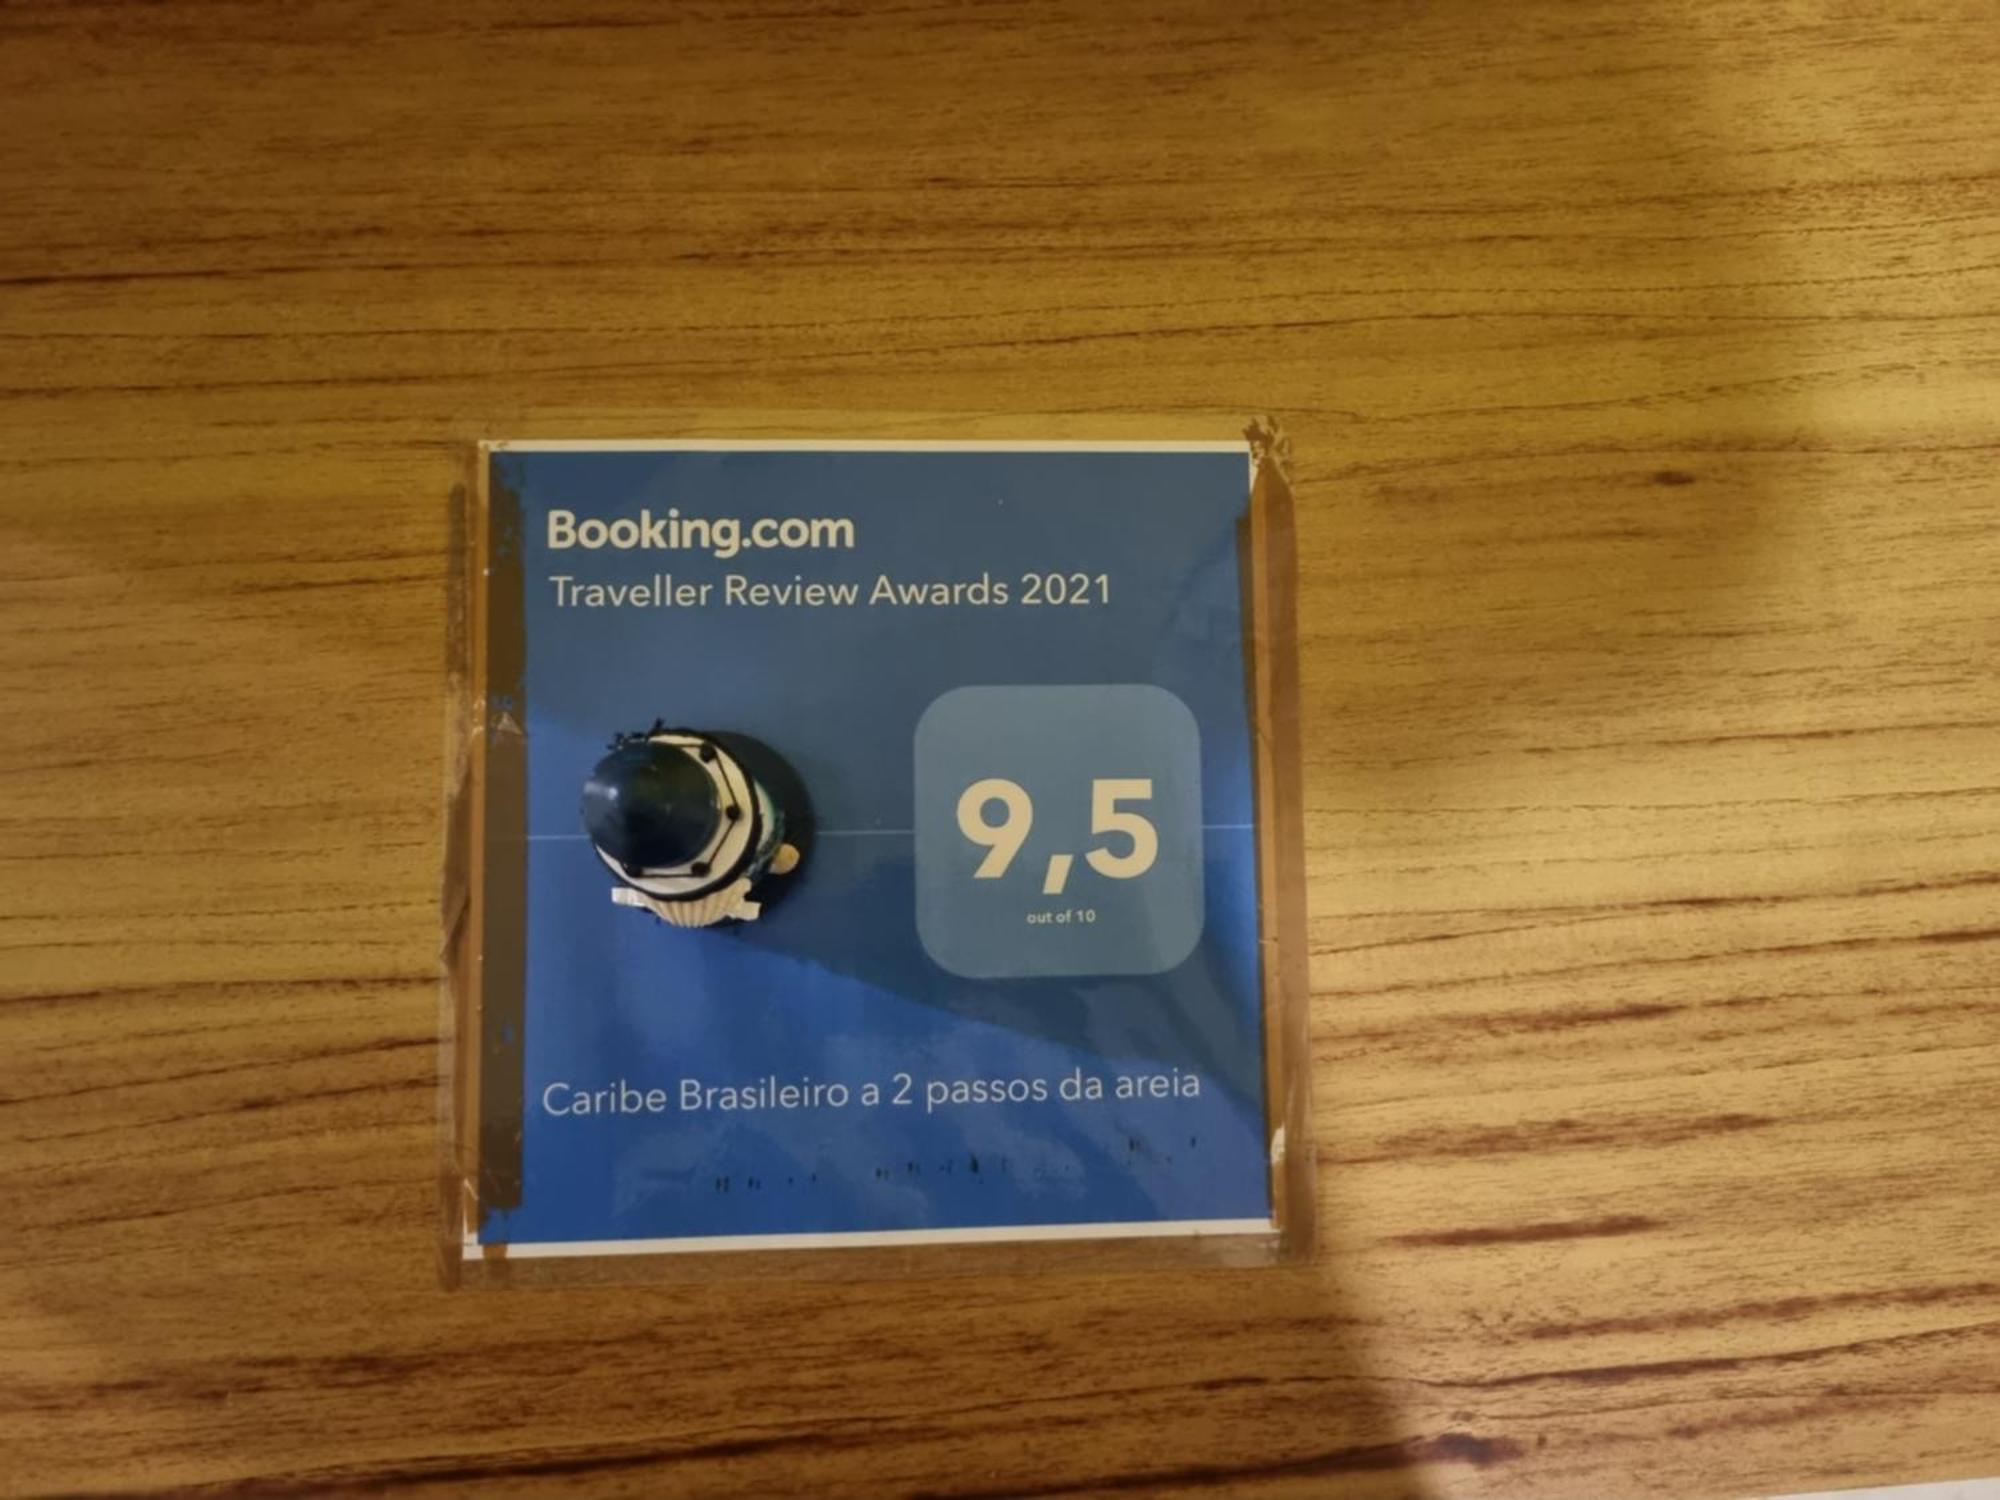 Booking.com
Traveller Review Awards 2021
9,5
out of 10
Caribe Brasileiro a 2 passos da areia